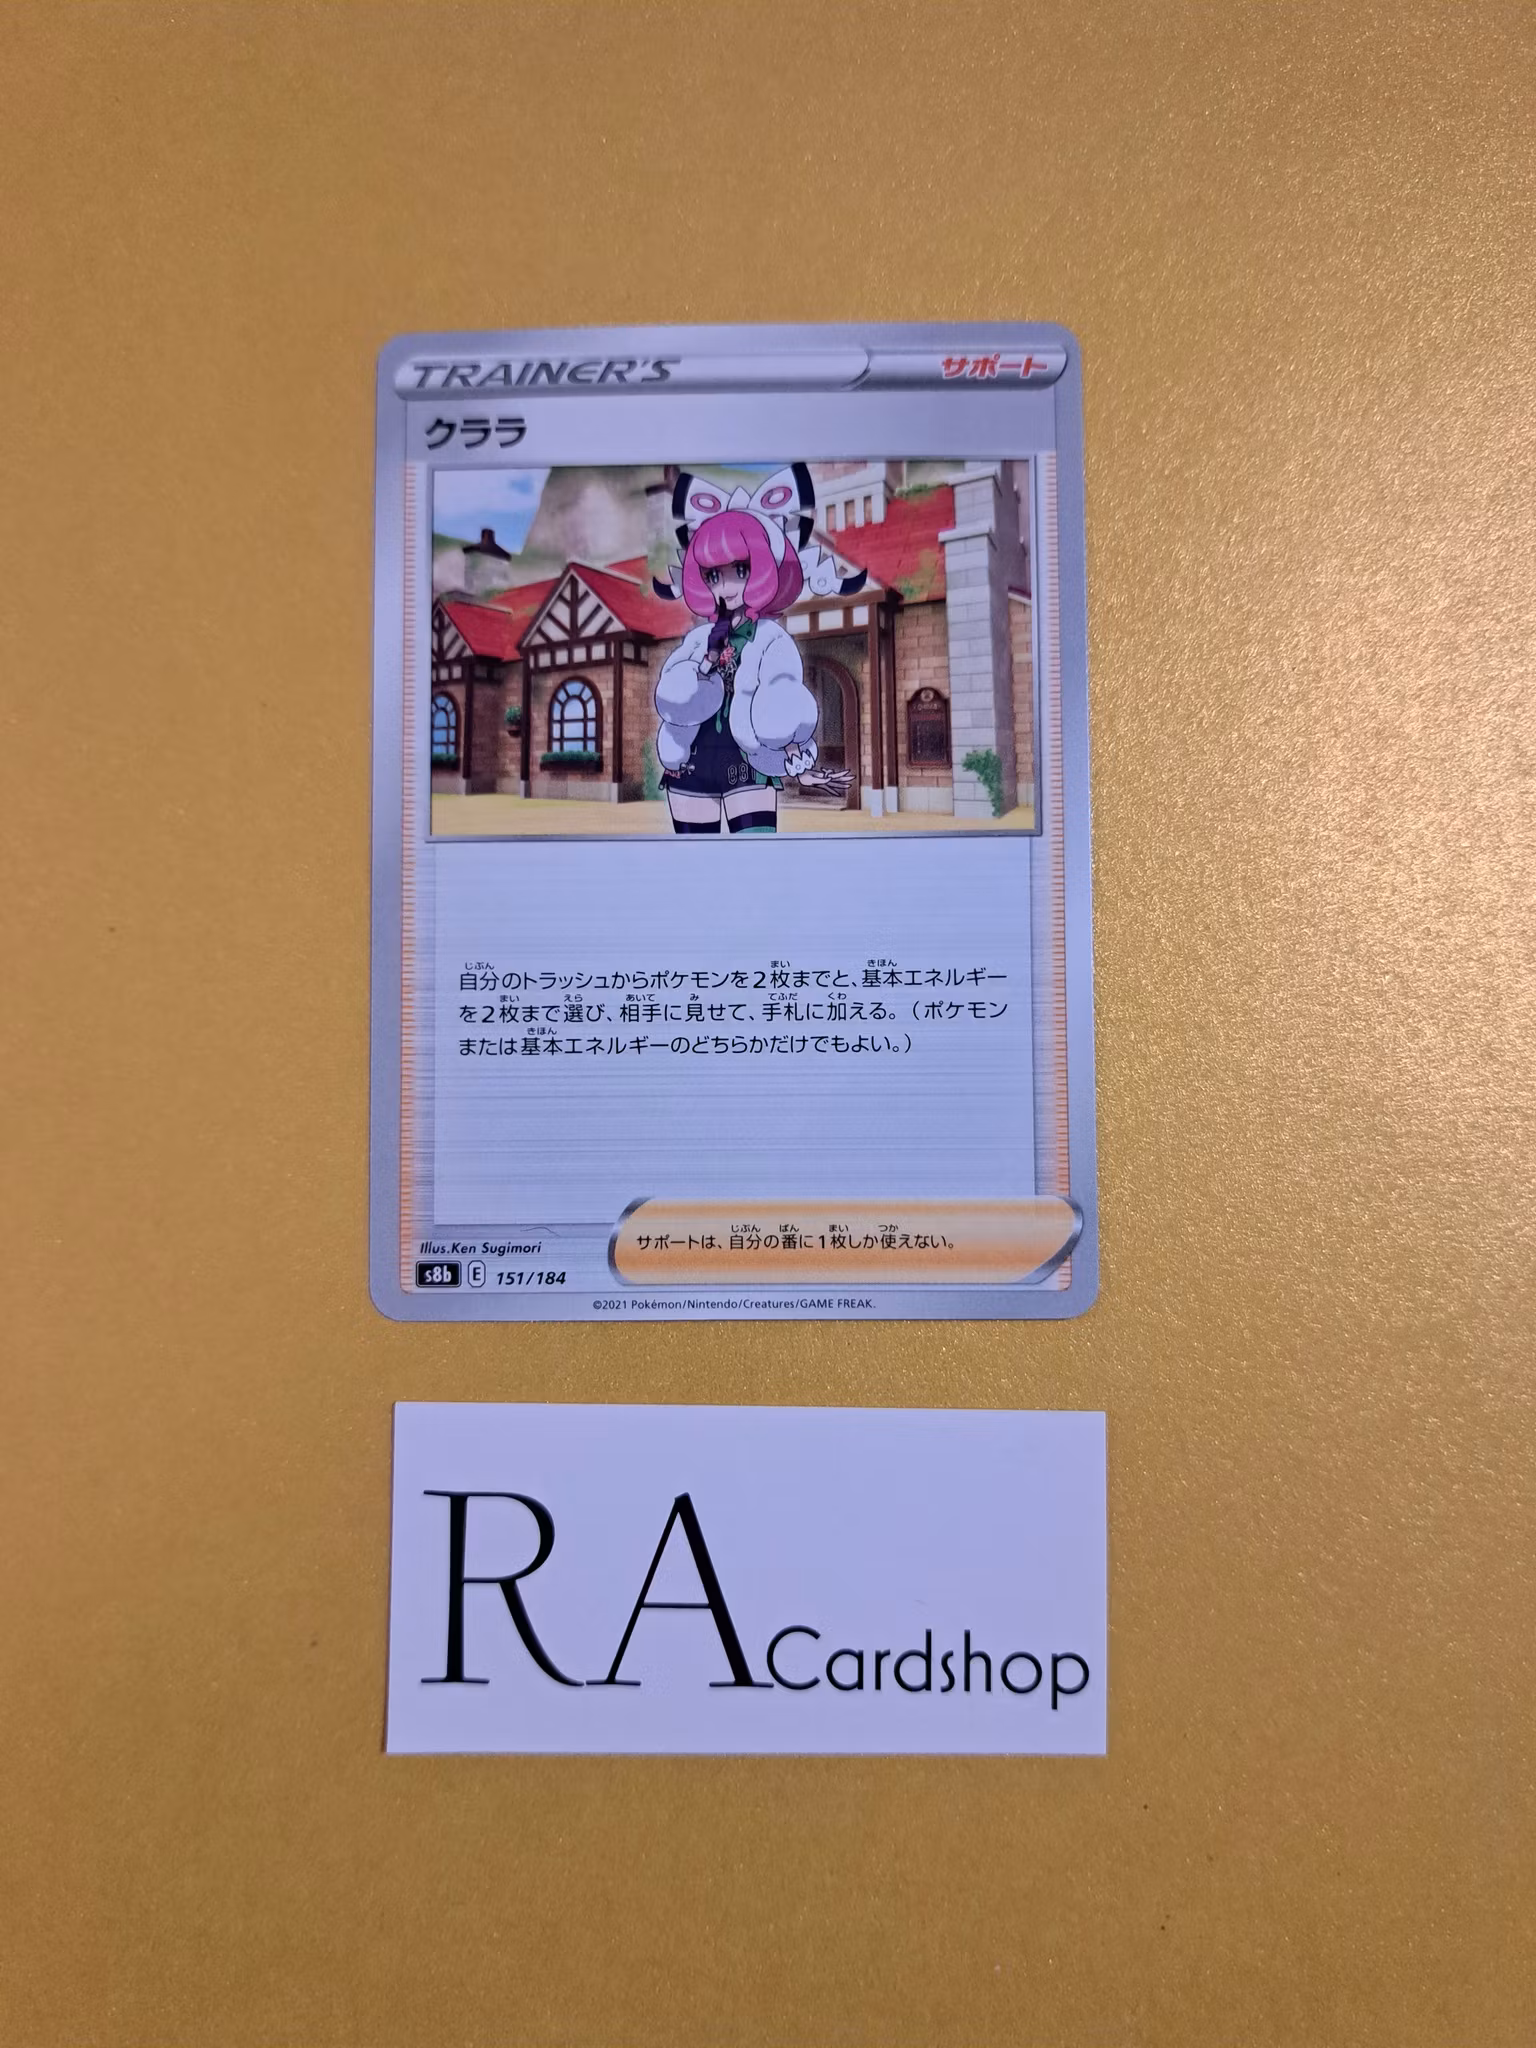 TRAINER'S
サポート
クララ
自分のトラッシュからポケモンを2枚までと、基本エネルギー
を2枚まで選び、相手に見せて、手札に加える。（ポケモン
または基本エネルギーのどちらかだけでもよい。）
サポートは、自分の番に1枚しか使えない。
Illus.Ken Sugimori
s8b E 151/184
©2021 Pokémon/Nintendo/Creatures/GAME FREAK.
RA Cardshop